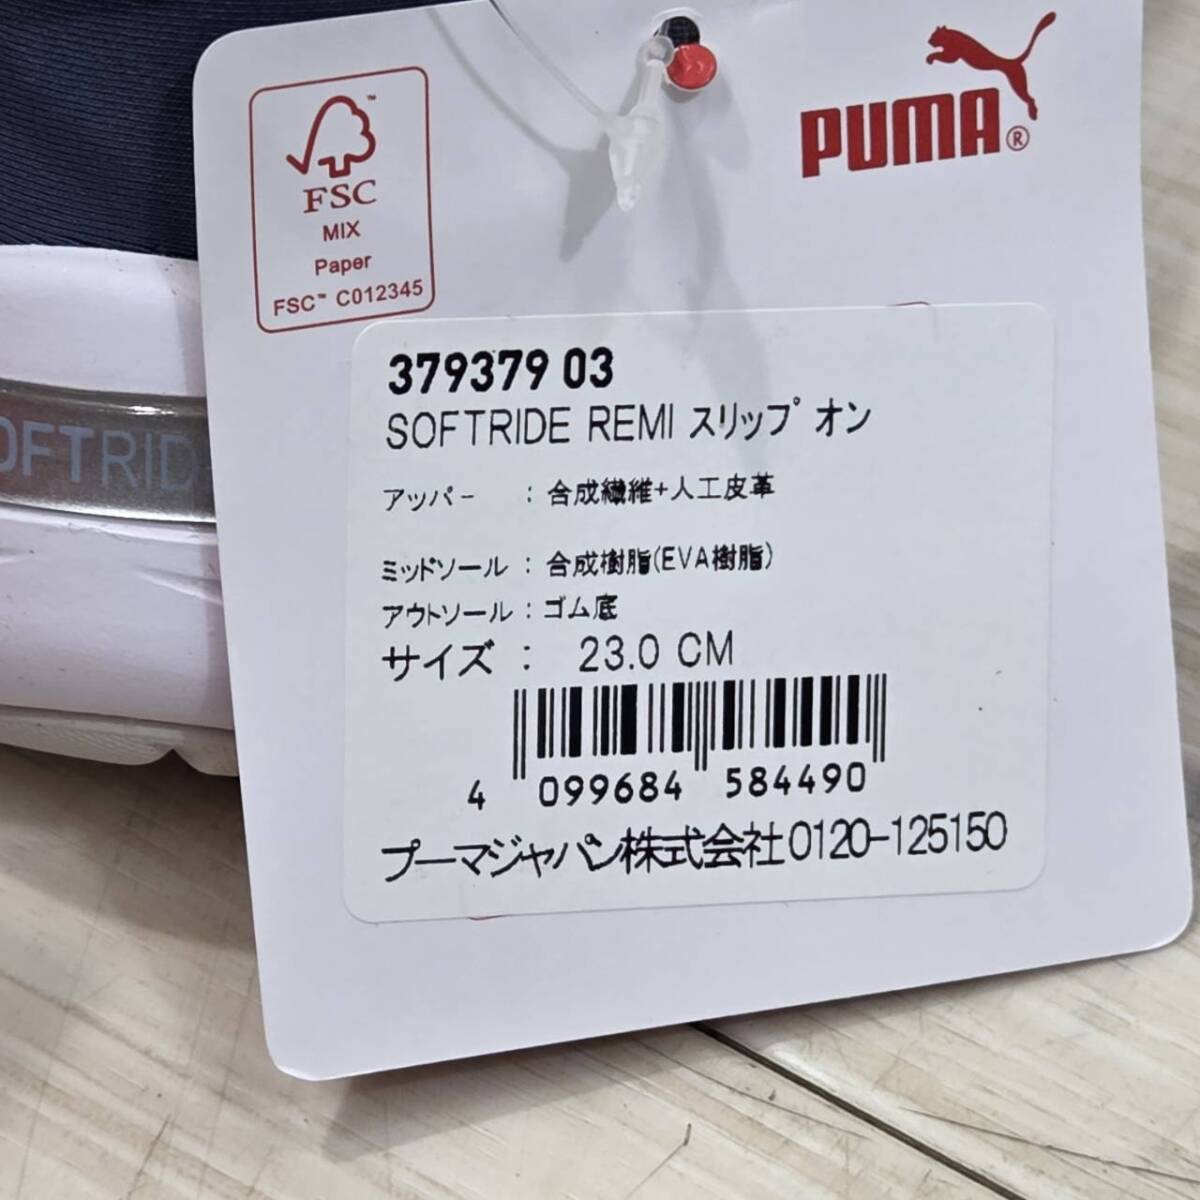 FSC
MIX
Paper
FSC™ C012345
PUMA®
OFTRID
379379 03
SOFTRIDE REMI スリップ オン
アッパー : 合成繊維+人工皮革
ミッドソール : 合成樹脂(EVA樹脂)
アウトソール : ゴム底
サイズ : 23.0 CM
4 099684 584490
プーマジャパン株式会社0120-125150